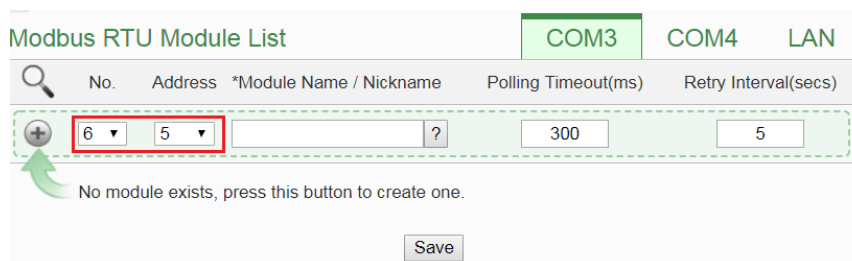 Modbus RTU Module List COM3 COM4 LAN
No. Address *Module Name / Nickname Polling Timeout(ms) Retry Interval(secs)
6 5 ? 300 5
No module exists, press this button to create one.
Save